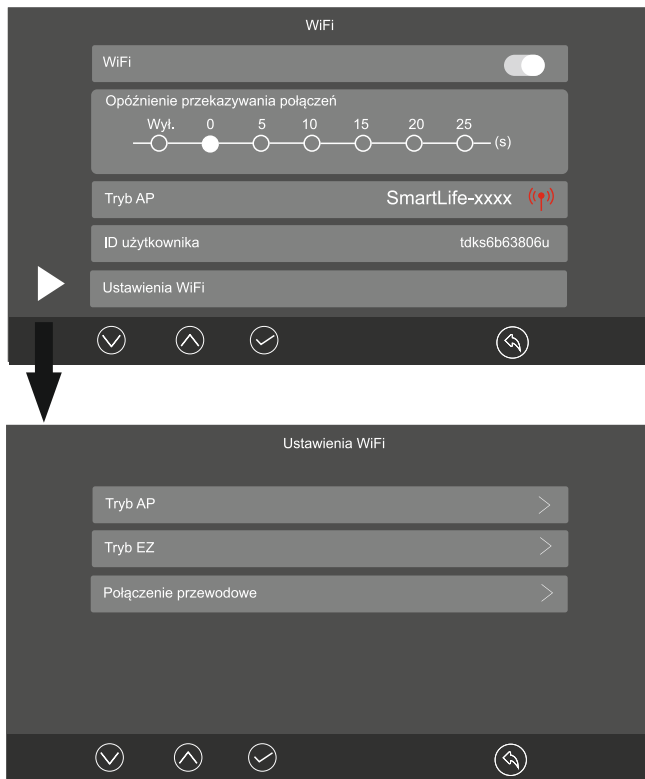 WiFi
WiFi
Opóźnienie przekazywania połączeń
Wył. 0 5 10 15 20 25
(s)
Tryb AP SmartLife-xxxx
ID użytkownika tdks6b63806u
Ustawienia WiFi
Ustawienia WiFi
Tryb AP
Tryb EZ
Połączenie przewodowe